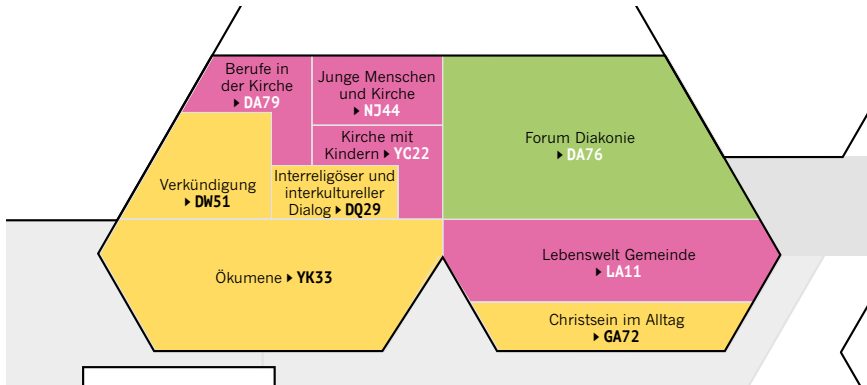 Berufe in
der Kirche
▸ DA79
Junge Menschen
und Kirche
▸ NJ44
Kirche mit
Kindern ▸ YC22
Forum Diakonie
▸ DA76
Verkündigung
▸ DW51
Interreligöser und
interkultureller
Dialog ▸ DQ29
Ökumene ▸ YK33
Lebenswelt Gemeinde
▸ LA11
Christsein im Alltag
▸ GA72